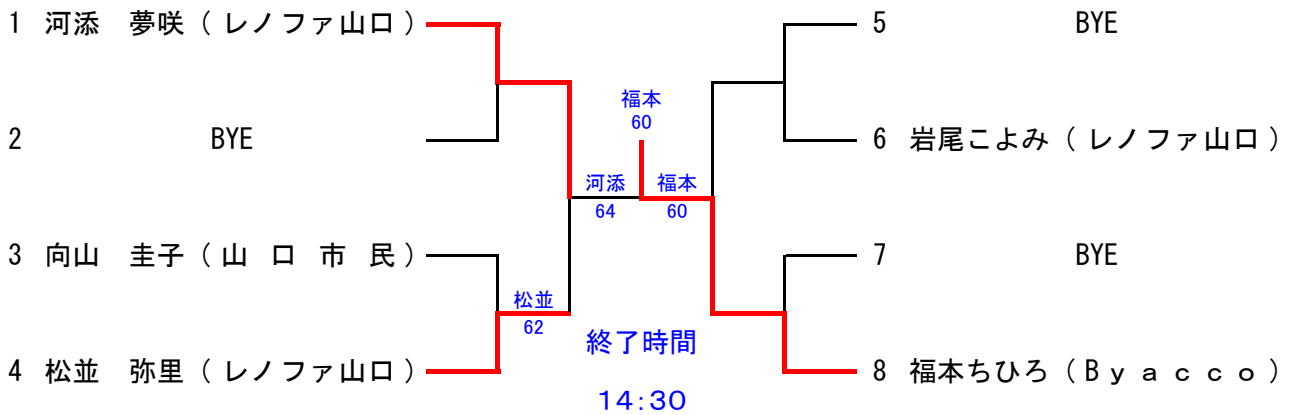 1 河添 夢咲（レノファ山口）
2 BYE
3 向山 圭子（山口市民）
4 松並 弥里（レノファ山口）
松並
62
河添
64
福本
60
福本
60
終了時間
14:30
5 BYE
6 岩尾こよみ（レノファ山口）
7 BYE
8 福本ちひろ（Byacco）